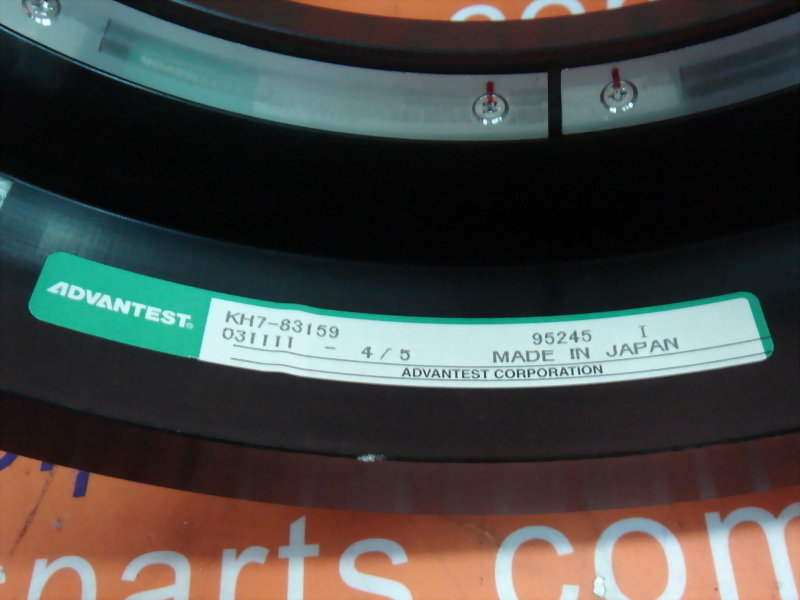 ADVANTEST®
KH7-83159 95245 I
031111 - 4/5 MADE IN JAPAN
ADVANTEST CORPORATION
parts.com